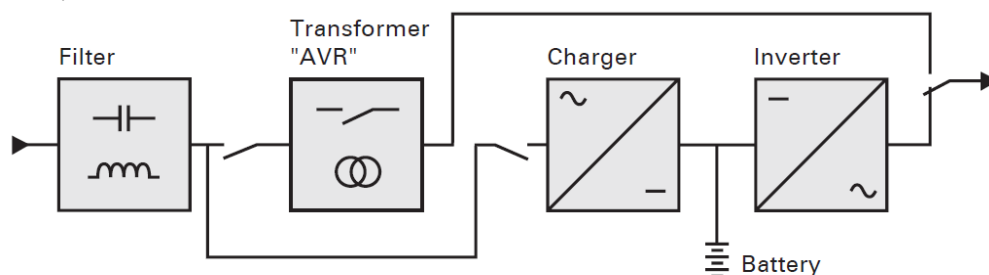 Filter
Transformer
"AVR"
Charger
Inverter
Battery